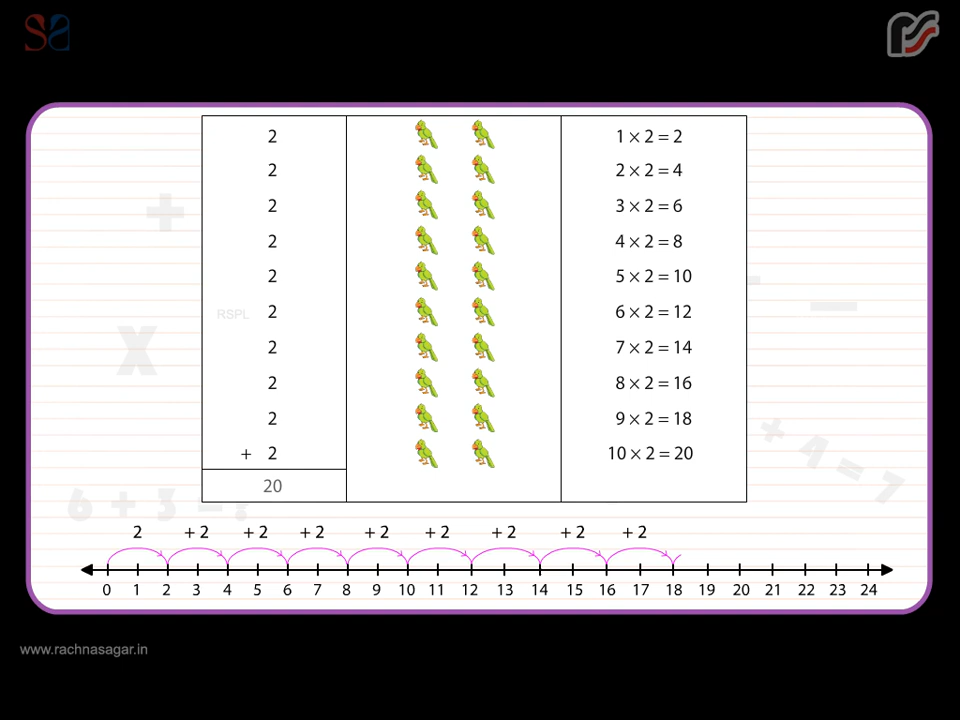 2 1 × 2 = 2
2 2 × 2 = 4
2 3 × 2 = 6
2 4 × 2 = 8
2 5 × 2 = 10
RSPL 2 6 × 2 = 12
2 7 × 2 = 14
2 8 × 2 = 16
2 9 × 2 = 18
+ 2 10 × 2 = 20
20
+
X
−
+ 4 = 7
6 + 3 = ?
2 + 2 + 2 + 2 + 2 + 2 + 2 + 2 + 2
0 1 2 3 4 5 6 7 8 9 10 11 12 13 14 15 16 17 18 19 20 21 22 23 24
www.rachnasagar.in